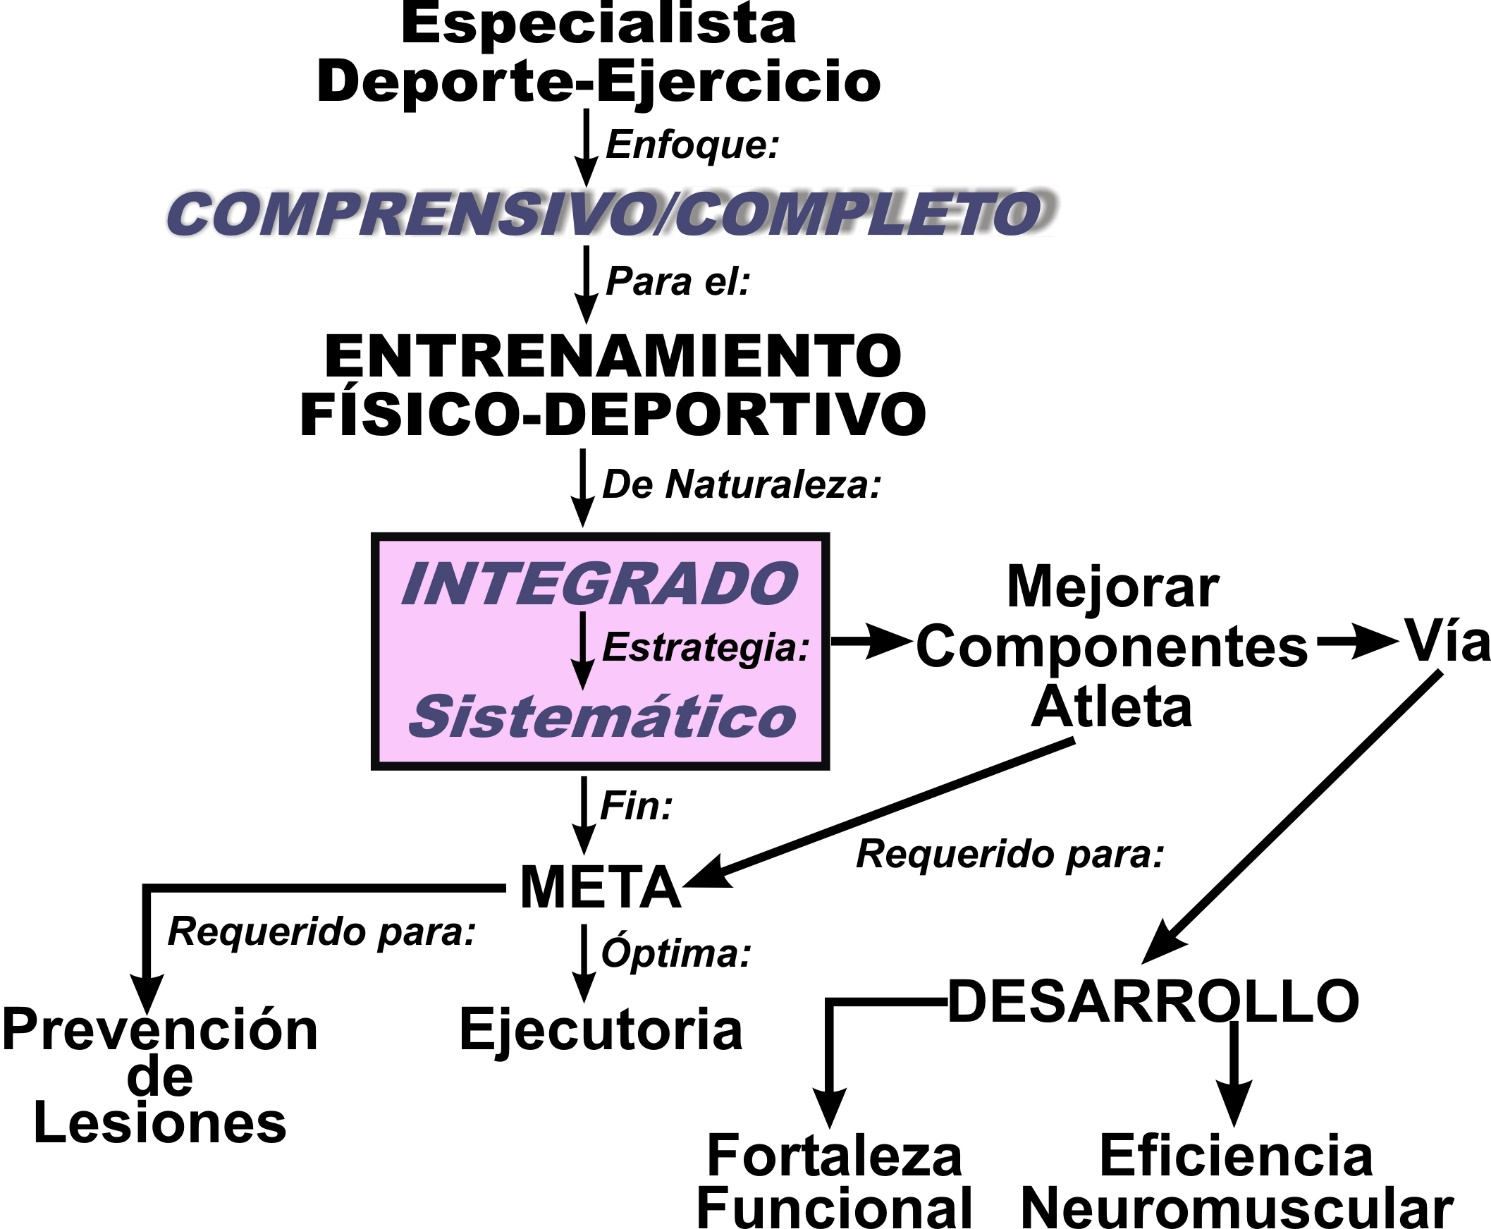 Especialista
Deporte-Ejercicio
Enfoque:
COMPRENSIVO/COMPLETO
Para el:
ENTRENAMIENTO
FÍSICO-DEPORTIVO
De Naturaleza:
INTEGRADO
Estrategia:
Sistemático
Mejorar
Componentes
Atleta
Vía
Fin:
META
Requerido para:
Requerido para:
Óptima:
Prevención
de
Lesiones
Ejecutoria
DESARROLLO
Fortaleza
Funcional
Eficiencia
Neuromuscular